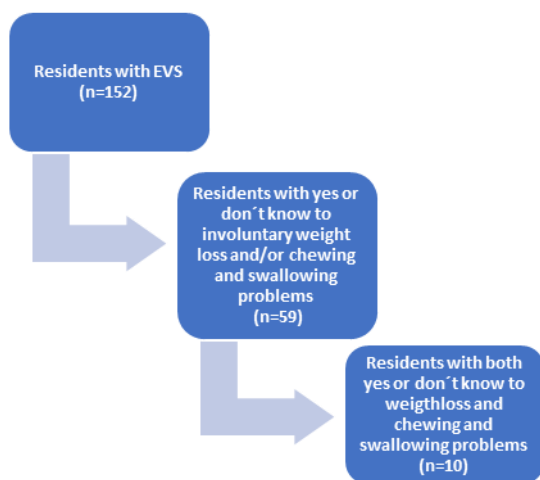 Residents with EVS
(n=152)
Residents with yes or
don´t know to
involuntary weight
loss and/or chewing
and swallowing
problems
(n=59)
Residents with both
yes or don´t know to
weigthloss and
chewing and
swallowing problems
(n=10)